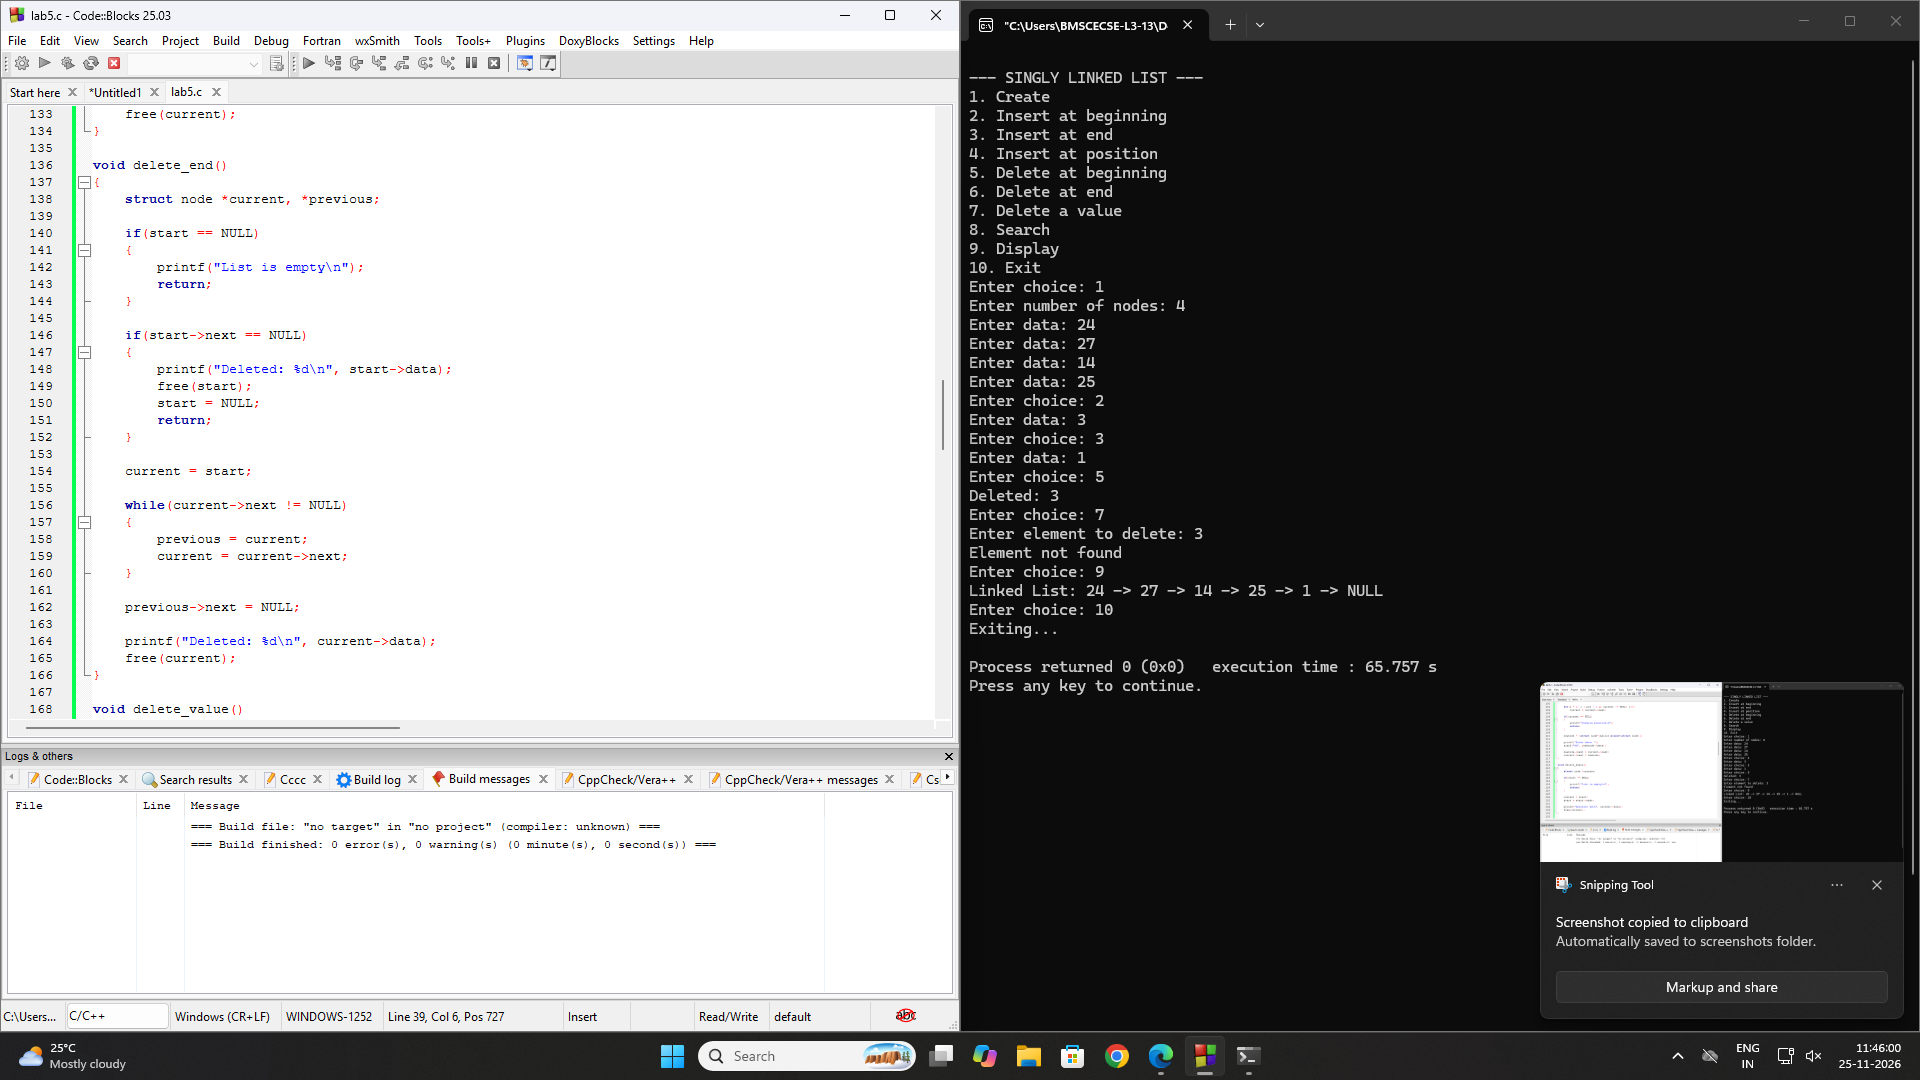 lab5.c - Code::Blocks 25.03
File Edit View Search Project Build Debug Fortran wxSmith Tools Tools+ Plugins DoxyBlocks Settings Help
Start here *Untitled1 lab5.c
133 free(current);
134 }
135
136 void delete_end()
137 {
138 struct node *current, *previous;
139
140 if(start == NULL)
141 {
142 printf("List is empty\n");
143 return;
144 }
145
146 if(start->next == NULL)
147 {
148 printf("Deleted: %d\n", start->data);
149 free(start);
150 start = NULL;
151 return;
152 }
153
154 current = start;
155
156 while(current->next != NULL)
157 {
158 previous = current;
159 current = current->next;
160 }
161
162 previous->next = NULL;
163
164 printf("Deleted: %d\n", current->data);
165 free(current);
166 }
167
168 void delete_value()
Logs & others
Code::Blocks Search results Cccc Build log Build messages CppCheck/Vera++ CppCheck/Vera++ messages Cs
File Line Message
=== Build file: "no target" in "no project" (compiler: unknown) ===
=== Build finished: 0 error(s), 0 warning(s) (0 minute(s), 0 second(s)) ===
C:\Users... C/C++ Windows (CR+LF) WINDOWS-1252 Line 39, Col 6, Pos 727 Insert Read/Write default abc
"C:\Users\BMSCECSE-L3-13\D
--- SINGLY LINKED LIST ---
1. Create
2. Insert at beginning
3. Insert at end
4. Insert at position
5. Delete at beginning
6. Delete at end
7. Delete a value
8. Search
9. Display
10. Exit
Enter choice: 1
Enter number of nodes: 4
Enter data: 24
Enter data: 27
Enter data: 14
Enter data: 25
Enter choice: 2
Enter data: 3
Enter choice: 3
Enter data: 1
Enter choice: 5
Deleted: 3
Enter choice: 7
Enter element to delete: 3
Element not found
Enter choice: 9
Linked List: 24 -> 27 -> 14 -> 25 -> 1 -> NULL
Enter choice: 10
Exiting...
Process returned 0 (0x0) execution time : 65.757 s
Press any key to continue.
Snipping Tool
Screenshot copied to clipboard
Automatically saved to screenshots folder.
Markup and share
25°C
Mostly cloudy
Search
ENG
IN
11:46:00
25-11-2026